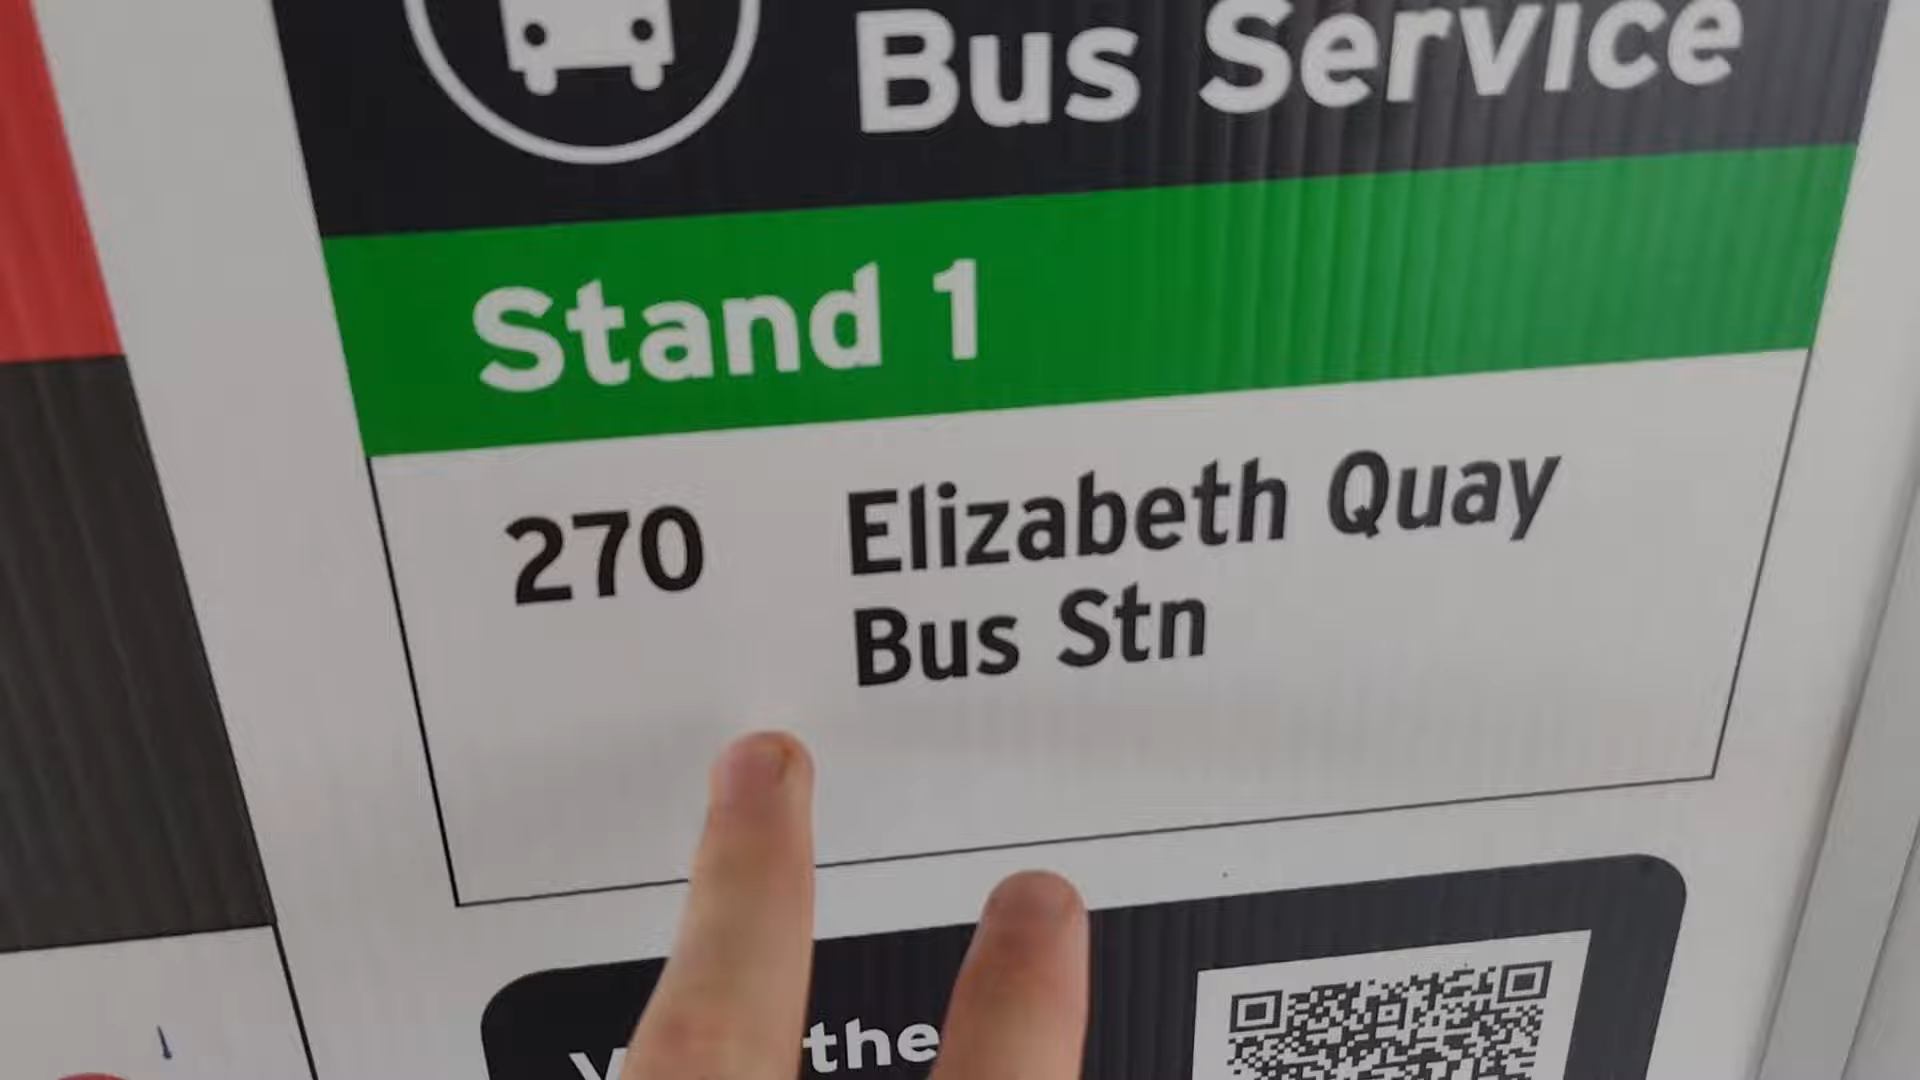 Bus Service
Stand 1
270 Elizabeth Quay
Bus Stn
the